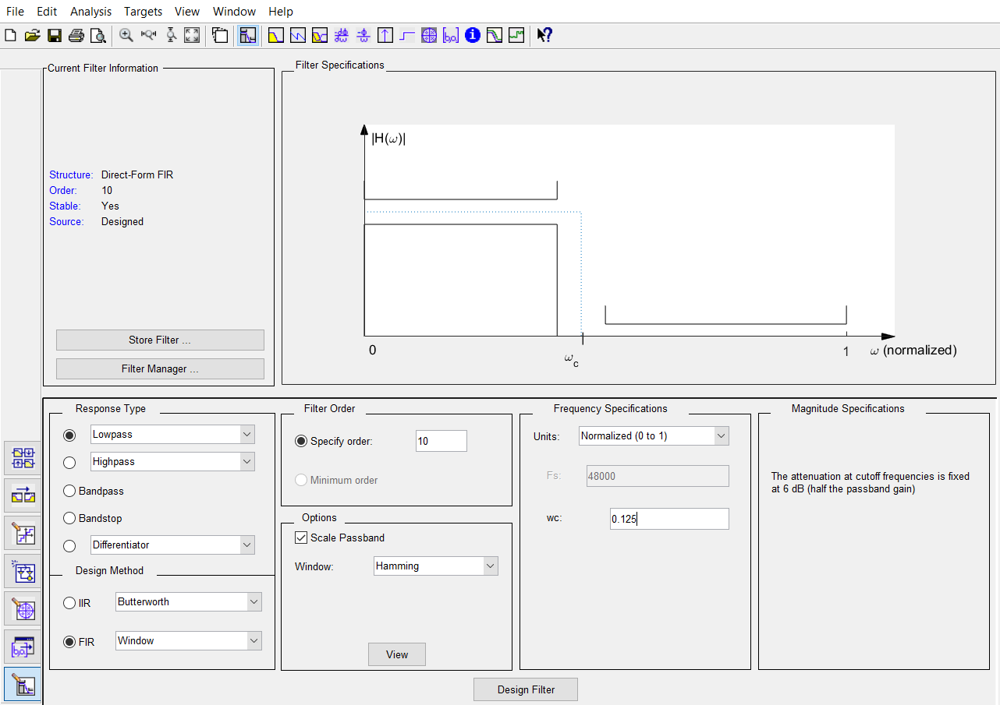 File Edit Analysis Targets View Window Help
Current Filter Information
Structure: Direct-Form FIR
Order: 10
Stable: Yes
Source: Designed
Store Filter ...
Filter Manager ...
Filter Specifications
|H(ω)|
0
ωc
1
ω (normalized)
Response Type
Lowpass
Highpass
Bandpass
Bandstop
Differentiator
Design Method
IIR Butterworth
FIR Window
Filter Order
Specify order: 10
Minimum order
Options
Scale Passband
Window: Hamming
View
Frequency Specifications
Units: Normalized (0 to 1)
Fs: 48000
wc: 0.125
Magnitude Specifications
The attenuation at cutoff frequencies is fixed
at 6 dB (half the passband gain)
Design Filter